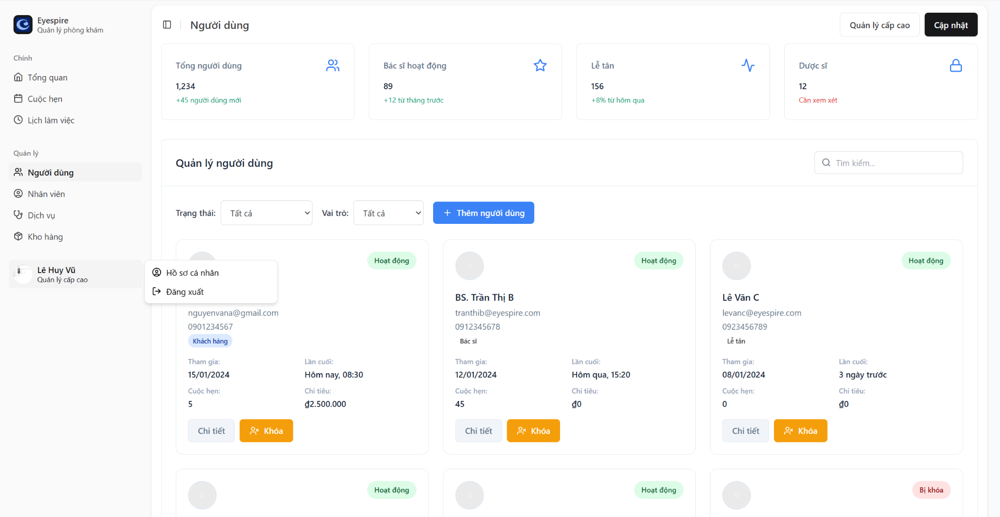 Eyespire
Quản lý phòng khám
Chính
Tổng quan
Cuộc hẹn
Lịch làm việc
Quản lý
Người dùng
Nhân viên
Dịch vụ
Kho hàng
Lê Huy Vũ
Quản lý cấp cao
Hồ sơ cá nhân
Đăng xuất
Người dùng
Quản lý cấp cao
Cập nhật
Tổng người dùng
1,234
+45 người dùng mới
Bác sĩ hoạt động
89
+12 từ tháng trước
Lễ tân
156
+8% từ hôm qua
Dược sĩ
12
Cần xem xét
Quản lý người dùng
Tìm kiếm...
Trạng thái: Tất cả Vai trò: Tất cả Thêm người dùng
Hoạt động
nguyenvana@gmail.com
0901234567
Khách hàng
Tham gia: Lần cuối:
15/01/2024 Hôm nay, 08:30
Cuộc hẹn: Chi tiêu:
5 ₫2.500.000
Chi tiết Khóa
Hoạt động
BS. Trần Thị B
tranthib@eyespire.com
0912345678
Bác sĩ
Tham gia: Lần cuối:
12/01/2024 Hôm qua, 15:20
Cuộc hẹn: Chi tiêu:
45 ₫0
Chi tiết Khóa
Hoạt động
Lê Văn C
levanc@eyespire.com
0923456789
Lễ tân
Tham gia: Lần cuối:
08/01/2024 3 ngày trước
Cuộc hẹn: Chi tiêu:
0 ₫0
Chi tiết Khóa
Hoạt động
Hoạt động
Bị khóa